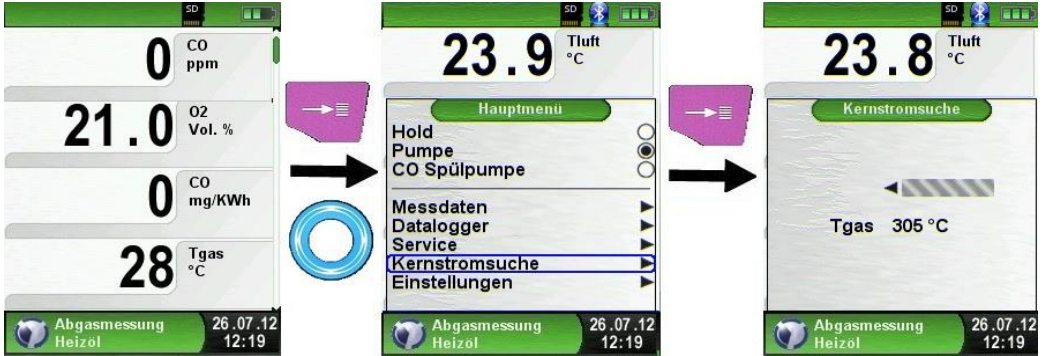 SD
0 CO
ppm
21.0 O2
Vol. %
0 CO
mg/KWh
28 Tgas
°C
Abgasmessung
Heizöl
26.07.12
12:19
SD
23.9 Tluft
°C
Hauptmenü
Hold
Pumpe
CO Spülpumpe
Messdaten
Datalogger
Service
Kernstromsuche
Einstellungen
Abgasmessung
Heizöl
26.07.12
12:19
SD
23.8 Tluft
°C
Kernstromsuche
Tgas 305 °C
Abgasmessung
Heizöl
26.07.12
12:19